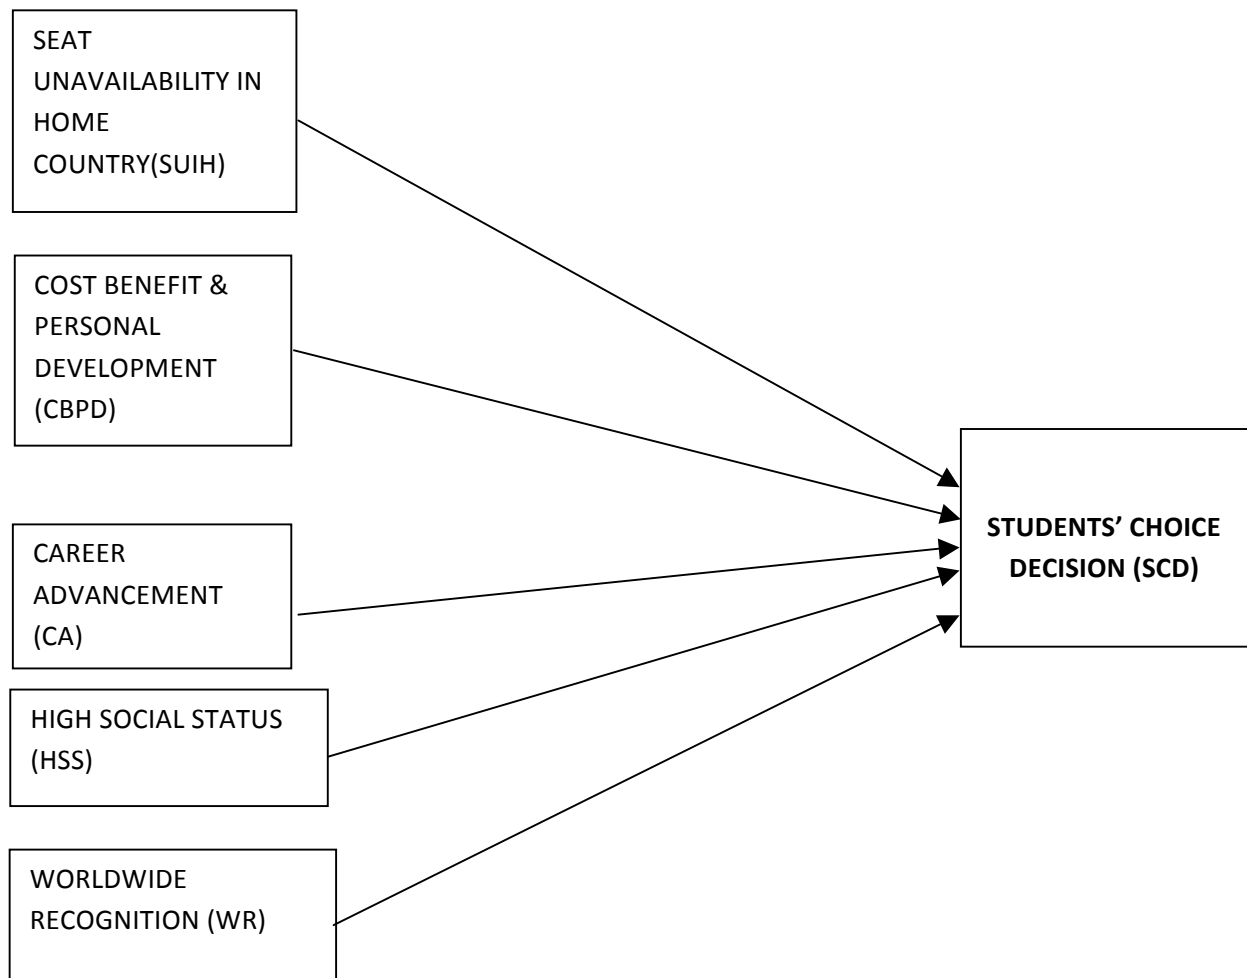 SEAT
UNAVAILABILITY IN
HOME
COUNTRY(SUIH)
COST BENEFIT &
PERSONAL
DEVELOPMENT
(CBPD)
CAREER
ADVANCEMENT
(CA)
HIGH SOCIAL STATUS
(HSS)
WORLDWIDE
RECOGNITION (WR)
STUDENTS’ CHOICE
DECISION (SCD)